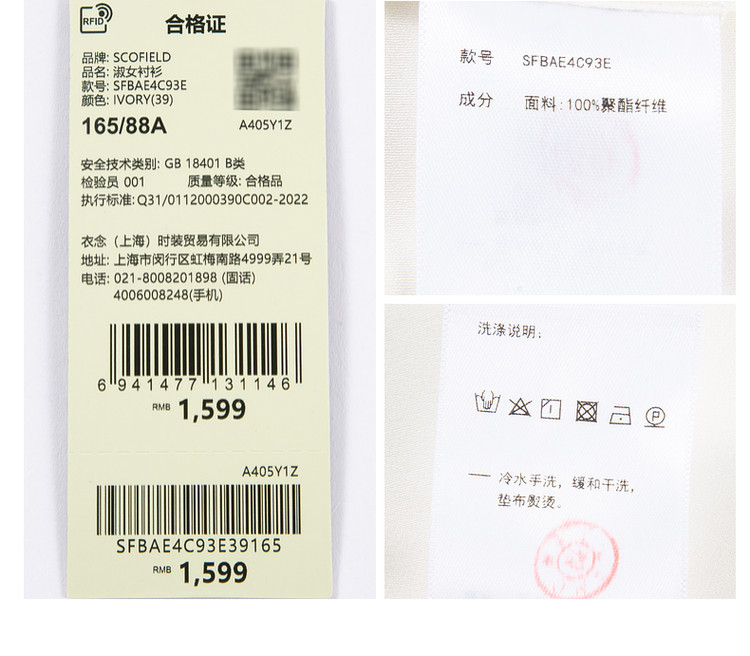 RFID
合格证
品牌: SCOFIELD
品名: 淑女衬衫
款号: SFBAE4C93E
颜色: IVORY(39)
165/88A
A405Y1Z
安全技术类别: GB 18401 B类
检验员 001 质量等级: 合格品
执行标准: Q31/0112000390C002-2022
衣念（上海）时装贸易有限公司
地址: 上海市闵行区虹梅南路4999弄21号
电话: 021-8008201898 (面话)
4006008248(手机)
6 941477 131146
RMB 1,599
A405Y1Z
SFBAE4C93E39165
RMB 1,599
款号 SFBAE4C93E
成分 面料:100%聚酯纤维
洗涤说明:
P
一 冷水手洗, 缓和干洗,
垫布熨烫。